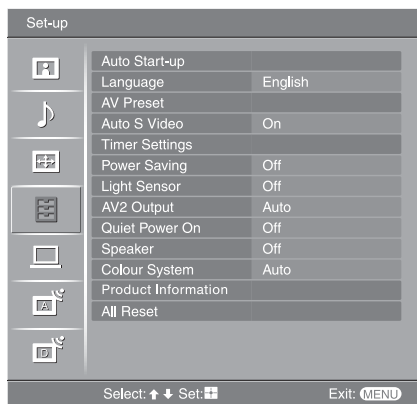 Set-up
Auto Start-up
Language English
AV Preset
Auto S Video On
Timer Settings
Power Saving Off
Light Sensor Off
AV2 Output Auto
Quiet Power On Off
Speaker Off
Colour System Auto
Product Information
All Reset
A
D
Select: Set: Exit: MENU